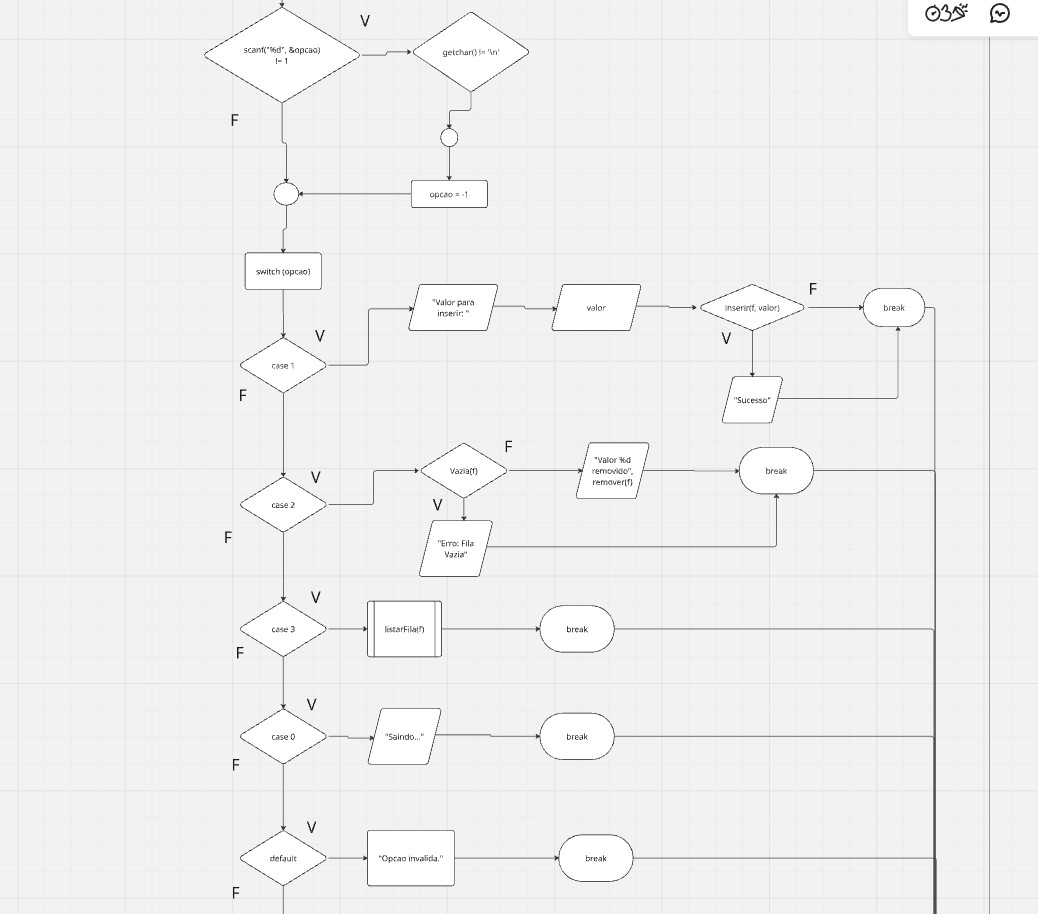 V
scanf("%d", &opcao)
!= 1
getchar() != '\n'
F
opcao = -1
switch (opcao)
"Valor para
inserir: "
valor
inserir(f, valor)
F
break
V
case 1
V
F
"Sucesso"
V
case 2
Vazia(f)
F
"Valor %d
removido",
remover(f)
break
V
F
"Erro: Fila
Vazia"
V
case 3
listarFila(f)
break
F
V
case 0
"Saindo..."
break
F
V
default
"Opcao invalida."
break
F